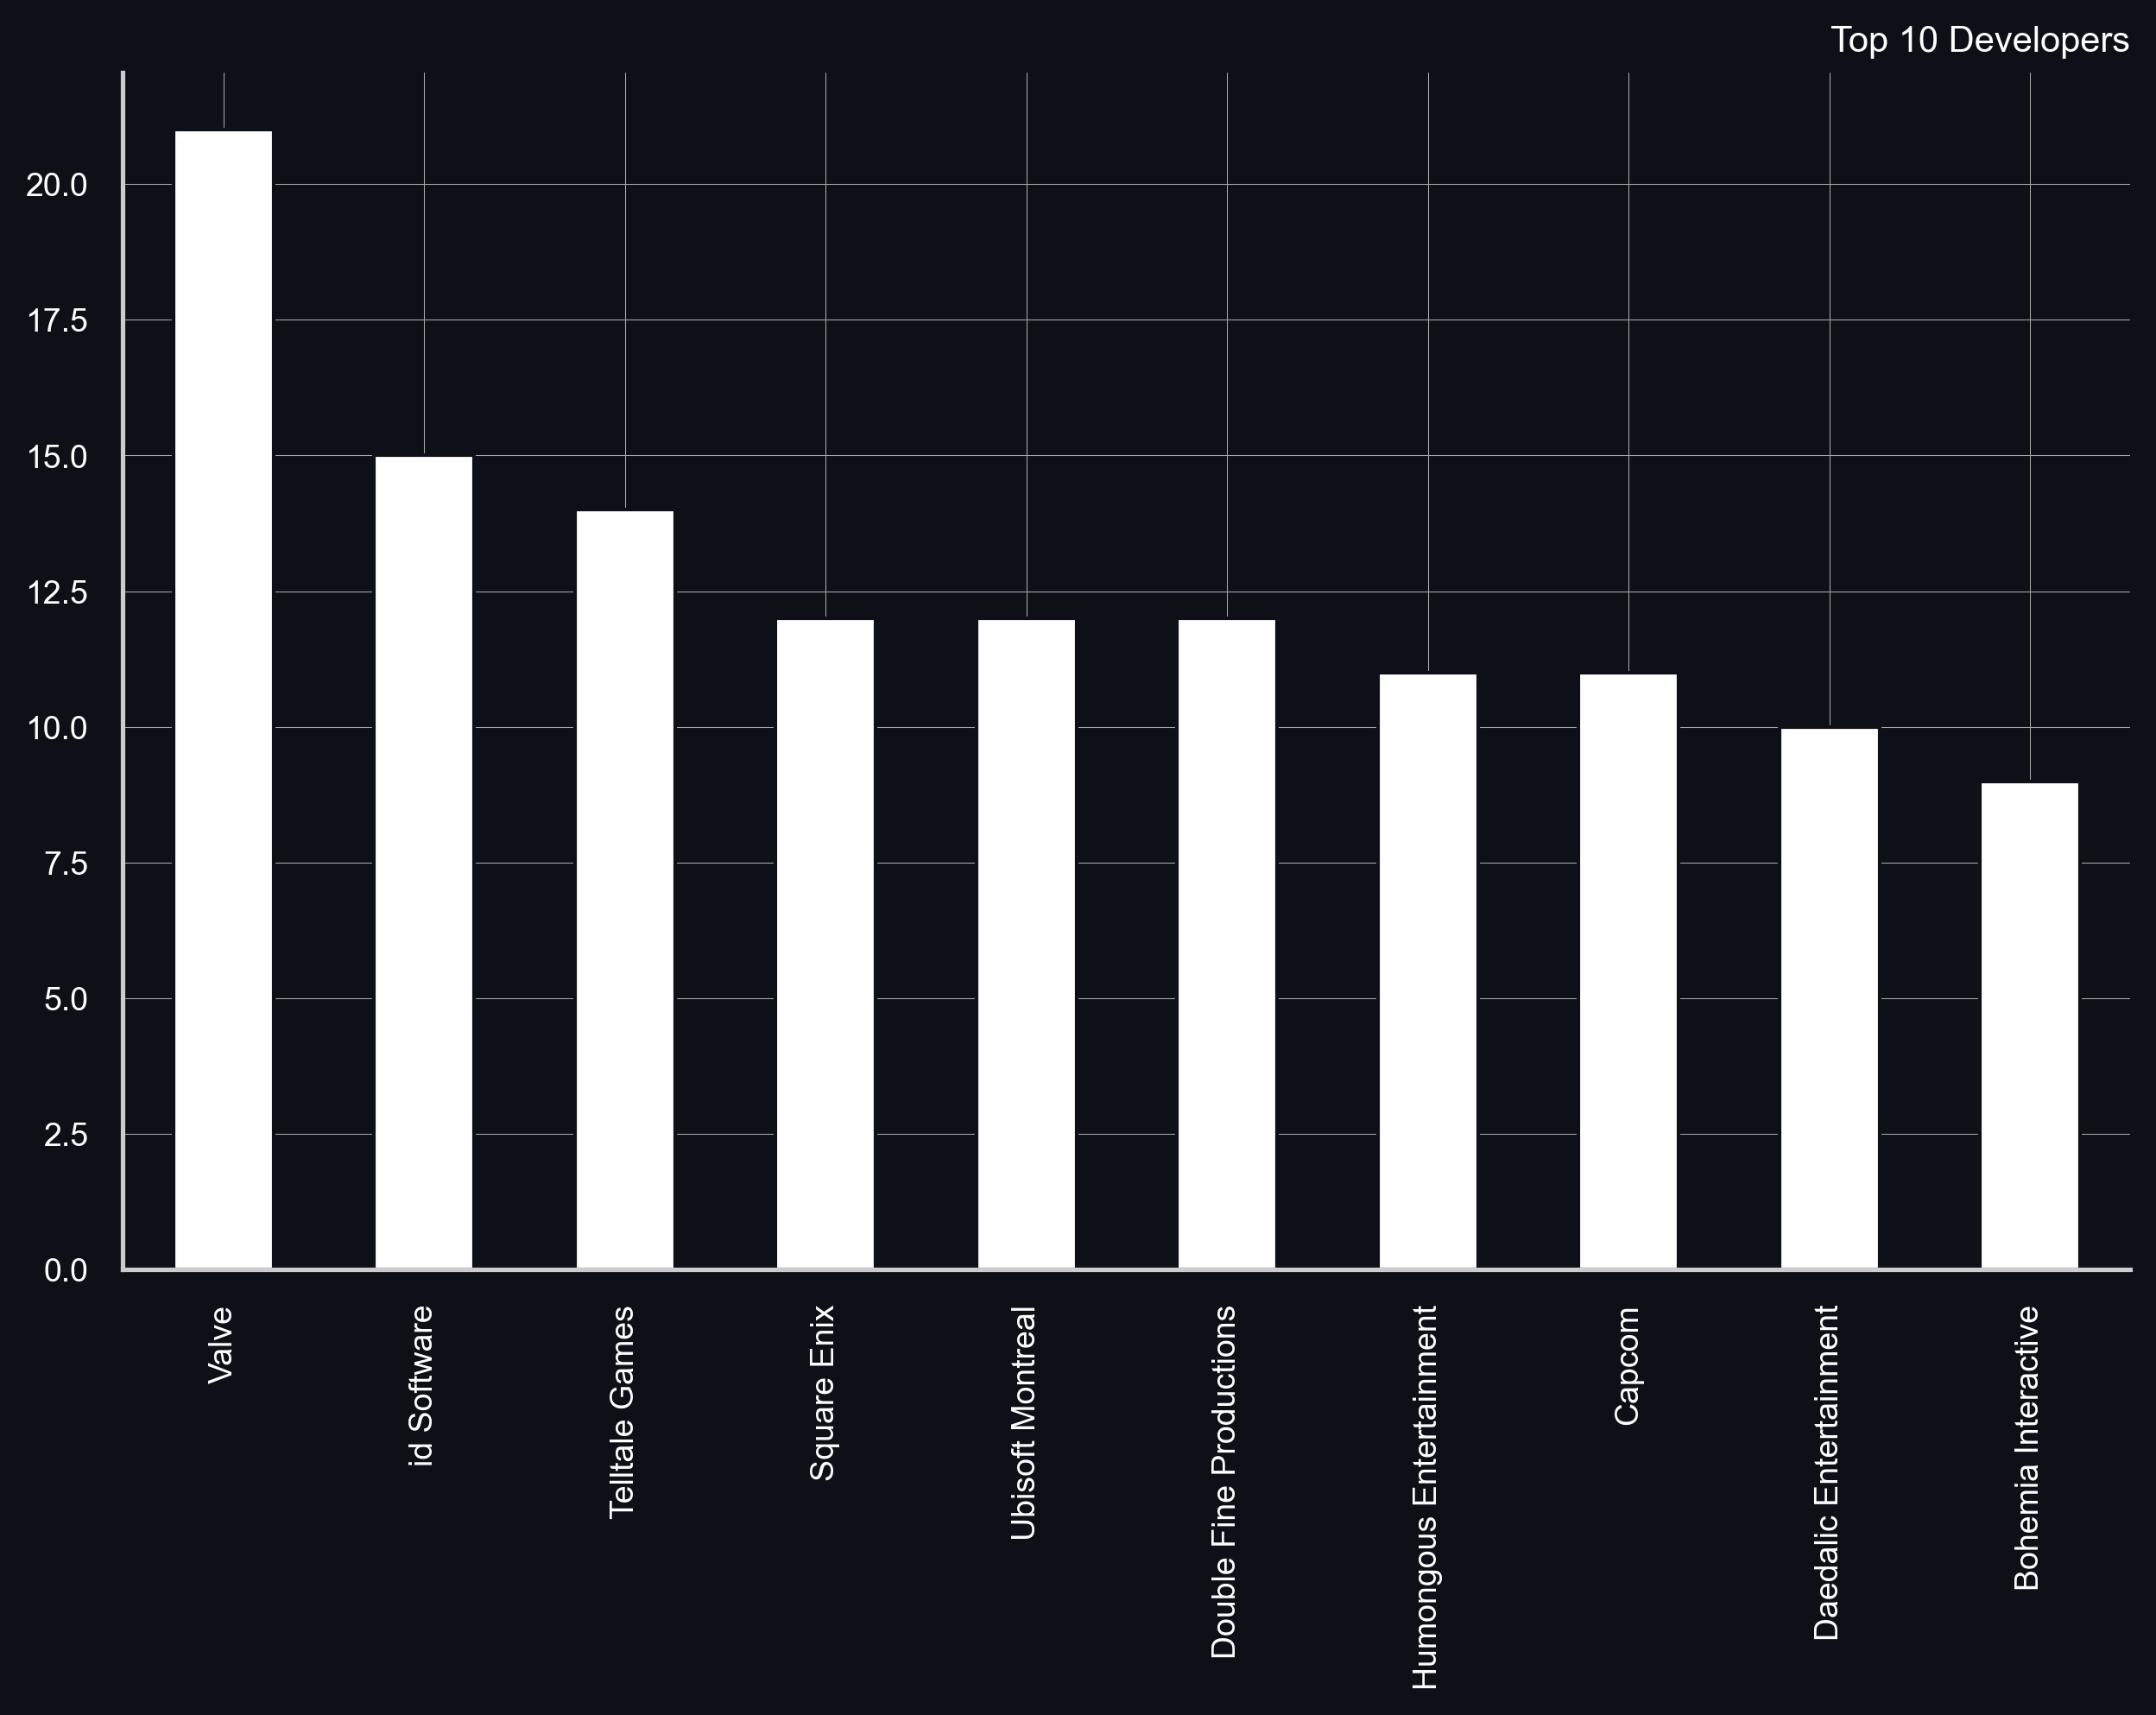 Top 10 Developers
20.0
17.5
15.0
12.5
10.0
7.5
5.0
2.5
0.0
Valve
id Software
Telltale Games
Square Enix
Ubisoft Montreal
Double Fine Productions
Humongous Entertainment
Capcom
Daedalic Entertainment
Bohemia Interactive